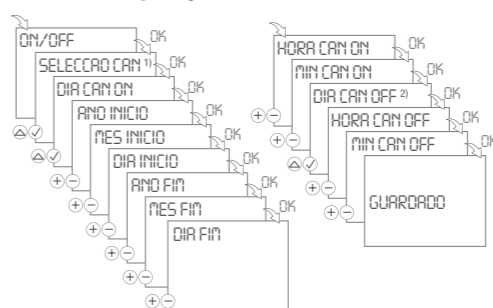 ON/OFF
OK
SELECCAO CAN 1)
OK
DIA CAN ON
OK
ANO INICIO
OK
MES INICIO
OK
DIA INICIO
OK
ANO FIM
OK
MES FIM
OK
DIA FIM
HORA CAN ON
OK
MIN CAN ON
OK
DIA CAN OFF 2)
OK
HORA CAN OFF
OK
MIN CAN OFF
OK
GUARDADO